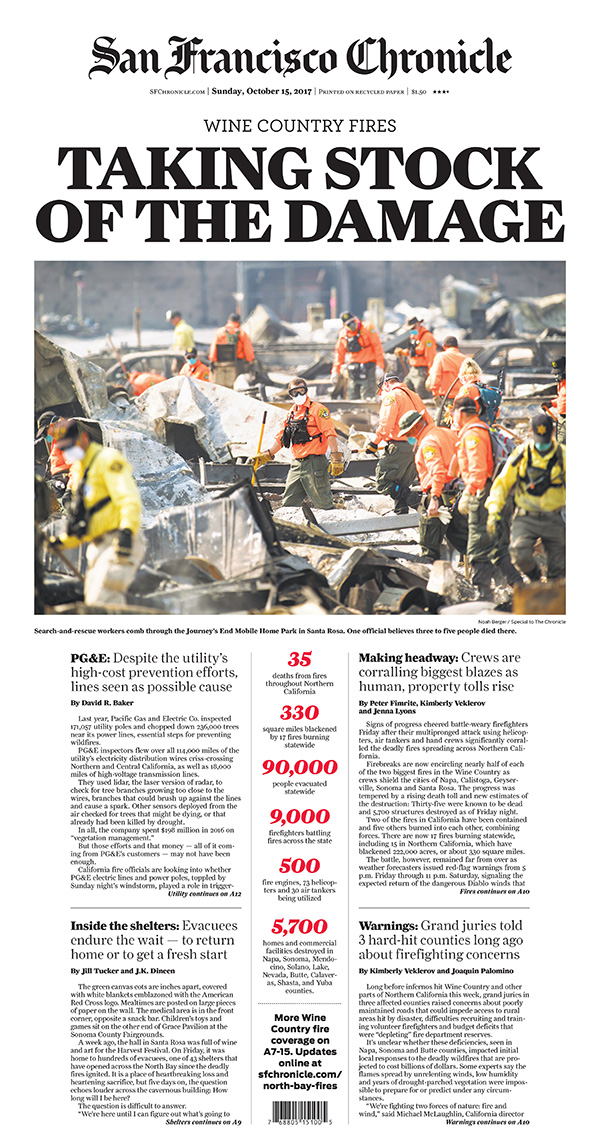 San Francisco Chronicle
SFCHRONICLE.COM | Sunday, October 15, 2017 | PRINTED ON RECYCLED PAPER | $1.50 ★★★★
WINE COUNTRY FIRES
TAKING STOCK
OF THE DAMAGE
Noah Berger / Special to The Chronicle
Search-and-rescue workers comb through the Journey's End Mobile Home Park in Santa Rosa. One official believes three to five people died there.
PG&E: Despite the utility's
high-cost prevention efforts,
lines seen as possible cause
By David R. Baker
Last year, Pacific Gas and Electric Co. inspected
171,057 utility poles and chopped down 236,000 trees
near its power lines, essential steps for preventing
wildfires.
PG&E inspectors flew over all 114,000 miles of the
utility's electricity distribution wires criss-crossing
Northern and Central California, as well as 18,000
miles of high-voltage transmission lines.
They used lidar, the laser version of radar, to
check for tree branches growing too close to the
wires, branches that could brush up against the lines
and cause a spark. Other sensors deployed from the
air checked for trees that might be dying, or that
already had been killed by drought.
In all, the company spent $198 million in 2016 on
"vegetation management."
But those efforts and that money — all of it com-
ing from PG&E's customers — may not have been
enough.
California fire officials are looking into whether
PG&E electric lines and power poles, toppled by
Sunday night's windstorm, played a role in trigger-
Utility continues on A12
Inside the shelters: Evacuees
endure the wait — to return
home or to get a fresh start
By Jill Tucker and J.K. Dineen
The green canvas cots are inches apart, covered
with white blankets emblazoned with the American
Red Cross logo. Mealtimes are posted on large pieces
of paper on the wall. The medical area is in the front
corner, opposite a snack bar. Children's toys and
games sit on the other end of Grace Pavilion at the
Sonoma County Fairgrounds.
A week ago, the hall in Santa Rosa was full of wine
and art for the Harvest Festival. On Friday, it was
home to hundreds of evacuees, one of 43 shelters that
have opened across the North Bay since the deadly
fires ignited. It is a place of heartbreaking loss and
heartening sacrifice, but five days on, the question
echoes louder across the cavernous building: How
long will I be here?
The question is difficult to answer.
"We're here until I can figure out what's going to
Shelters continues on A9
35
deaths from fires
throughout Northern
California
330
square miles blackened
by 17 fires burning
statewide
90,000
people evacuated
statewide
9,000
firefighters battling
fires across the state
500
fire engines, 73 helicop-
ters and 30 air tankers
being utilized
5,700
homes and commercial
facilities destroyed in
Napa, Sonoma, Mendo-
cino, Solano, Lake,
Nevada, Butte, Calaver-
as, Shasta, and Yuba
counties.
More Wine
Country fire
coverage on
A7-15. Updates
online at
sfchronicle.com/
north-bay-fires
7 68805 15100 5
Making headway: Crews are
corralling biggest blazes as
human, property tolls rise
By Peter Fimrite, Kimberly Veklerov
and Jenna Lyons
Signs of progress cheered battle-weary firefighters
Friday after their multipronged attack using helicop-
ters, air tankers and hand crews significantly corral-
led the deadly fires spreading across Northern Cali-
fornia.
Firebreaks are now encircling nearly half of each
of the two biggest fires in the Wine Country as
crews shield the cities of Napa, Calistoga, Geyser-
ville, Sonoma and Santa Rosa. The progress was
tempered by a rising death toll and new estimates of
the destruction: Thirty-five were known to be dead
and 5,700 structures destroyed as of Friday night.
Two of the fires in California have been contained
and five others burned into each other, combining
forces. There are now 17 fires burning statewide,
including 15 in Northern California, which have
blackened 222,000 acres, or about 330 square miles.
The battle, however, remained far from over as
weather forecasters issued red-flag warnings from 5
p.m. Friday through 11 p.m. Saturday, signaling the
expected return of the dangerous Diablo winds that
Fires continues on A10
Warnings: Grand juries told
3 hard-hit counties long ago
about firefighting concerns
By Kimberly Veklerov and Joaquin Palomino
Long before infernos hit Wine Country and other
parts of Northern California this week, grand juries in
three affected counties raised concerns about poorly
maintained roads that could impede access to rural
areas hit by disaster, difficulties recruiting and train-
ing volunteer firefighters and budget deficits that
were "depleting" fire department reserves.
It's unclear whether these deficiencies, seen in
Napa, Sonoma and Butte counties, impacted initial
local responses to the deadly wildfires that are pro-
jected to cost billions of dollars. Some experts say the
flames spread by unrelenting winds, low humidity
and years of drought-parched vegetation were impos-
sible to prepare for or predict under any circum-
stances.
"We're fighting two forces of nature: fire and
wind," said Michael McLaughlin, California director
Warnings continues on A10